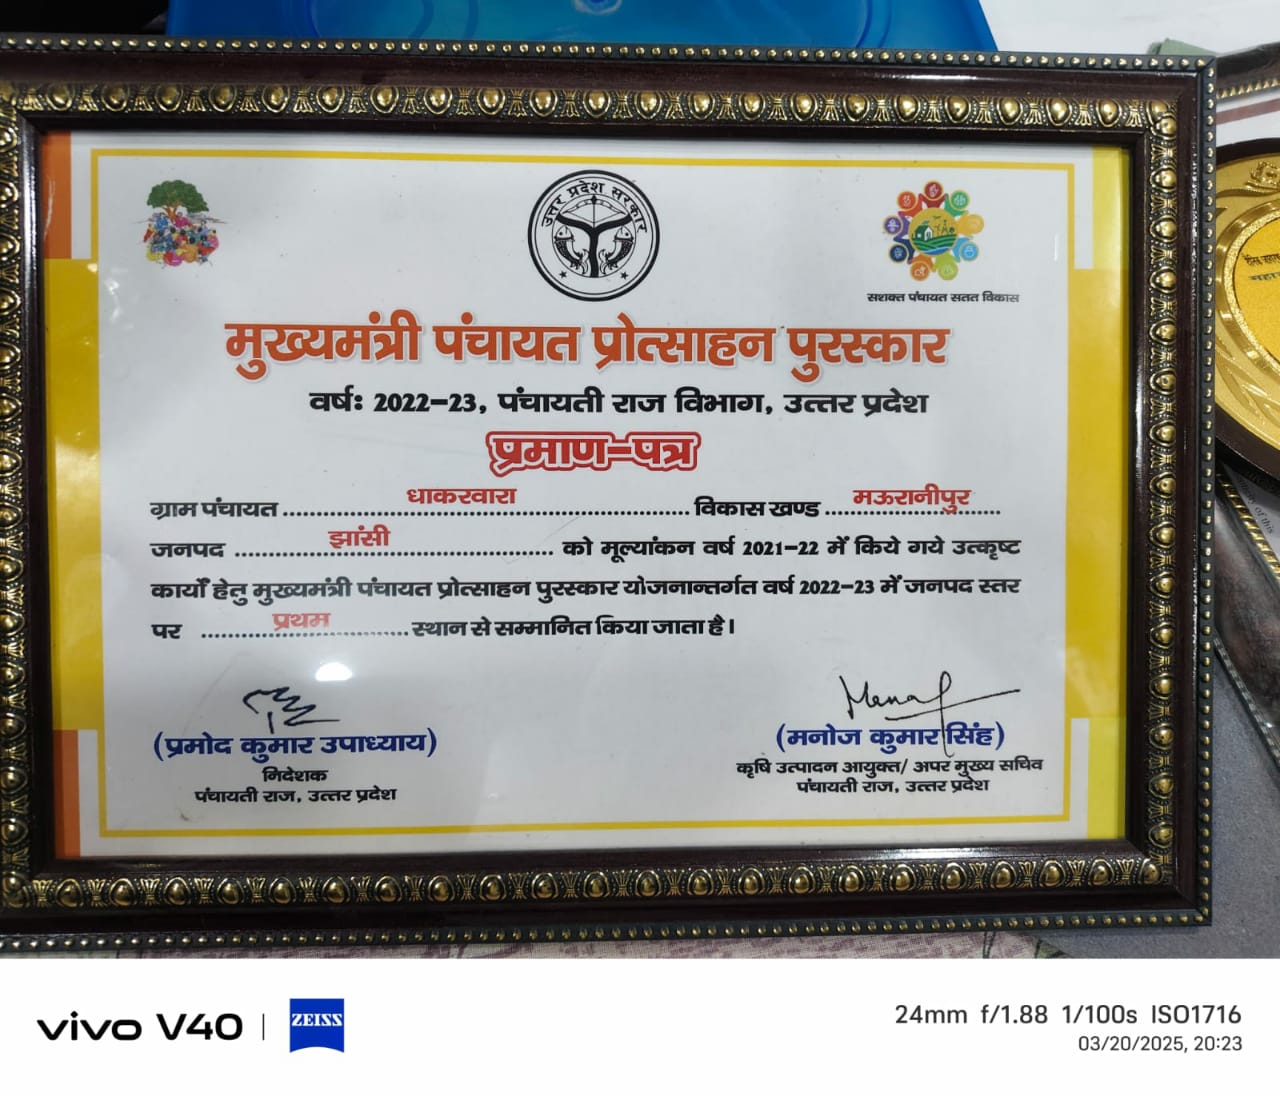 उत्तर प्रदेश सरकार
सशक्त पंचायत सतत विकास
मुख्यमंत्री पंचायत प्रोत्साहन पुरस्कार
वर्षः 2022-23, पंचायती राज विभाग, उत्तर प्रदेश
प्रमाण-पत्र
ग्राम पंचायत धाकरवारा विकास खण्ड मऊरानीपुर
जनपद झांसी को मूल्यांकन वर्ष 2021-22 में किये गये उत्कृष्ट
कार्यों हेतु मुख्यमंत्री पंचायत प्रोत्साहन पुरस्कार योजनान्तर्गत वर्ष 2022-23 में जनपद स्तर
पर प्रथम स्थान से सम्मानित किया जाता है।
(प्रमोद कुमार उपाध्याय)
निदेशक
पंचायती राज, उत्तर प्रदेश
(मनोज कुमार सिंह)
कृषि उत्पादन आयुक्त/ अपर मुख्य सचिव
पंचायती राज, उत्तर प्रदेश
vivo V40 | ZEISS
24mm f/1.88 1/100s ISO1716
03/20/2025, 20:23